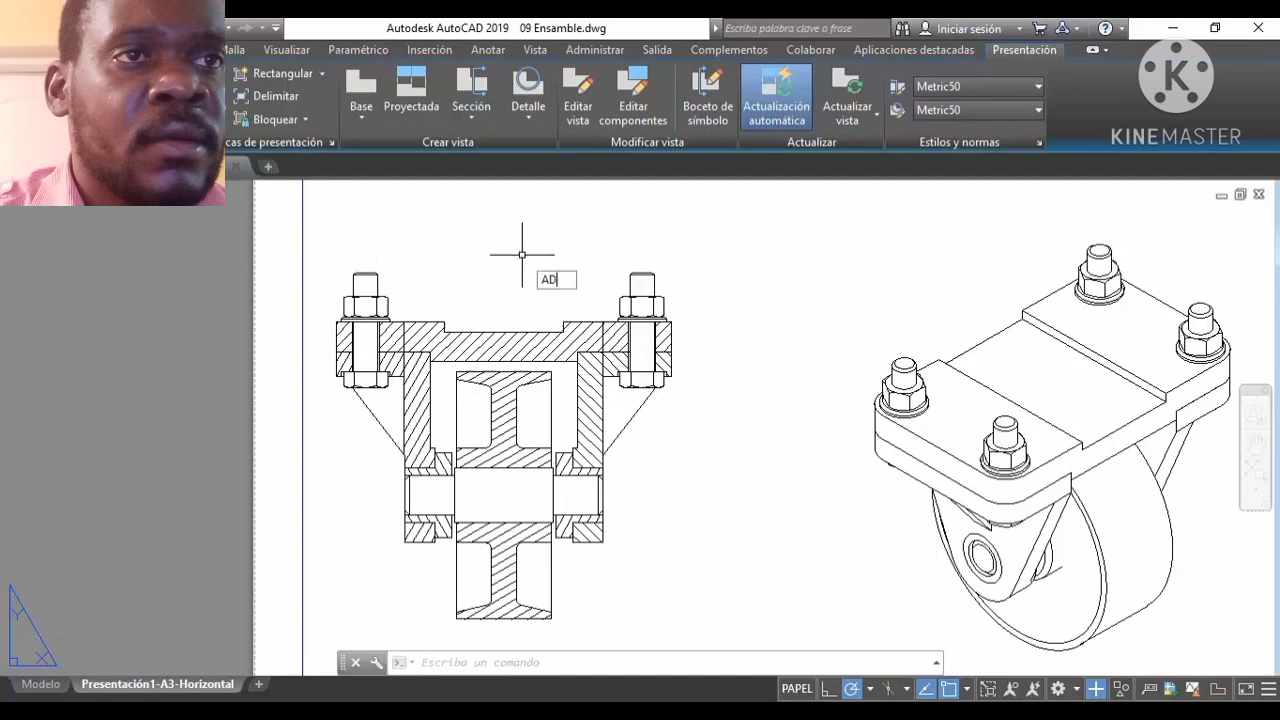 Autodesk AutoCAD 2019 09 Ensamble.dwg
Escriba palabra clave o frase
Iniciar sesión
Visualizar Paramétrico Inserción Anotar Vista Administrar Salida Complementos Colaborar Aplicaciones destacadas Presentación
Rectangular
Delimitar
Bloquear
Base
Proyectada
Sección
Detalle
Editar vista
Editar componentes
Boceto de símbolo
Actualización automática
Actualizar vista
Metric50
Metric50
cas de presentación
Crear vista
Modificar vista
Actualizar
Estilos y normas
K
KINEMASTER
AD
Y
X
Escriba un comando
Modelo
Presentación1-A3-Horizontal
PAPEL